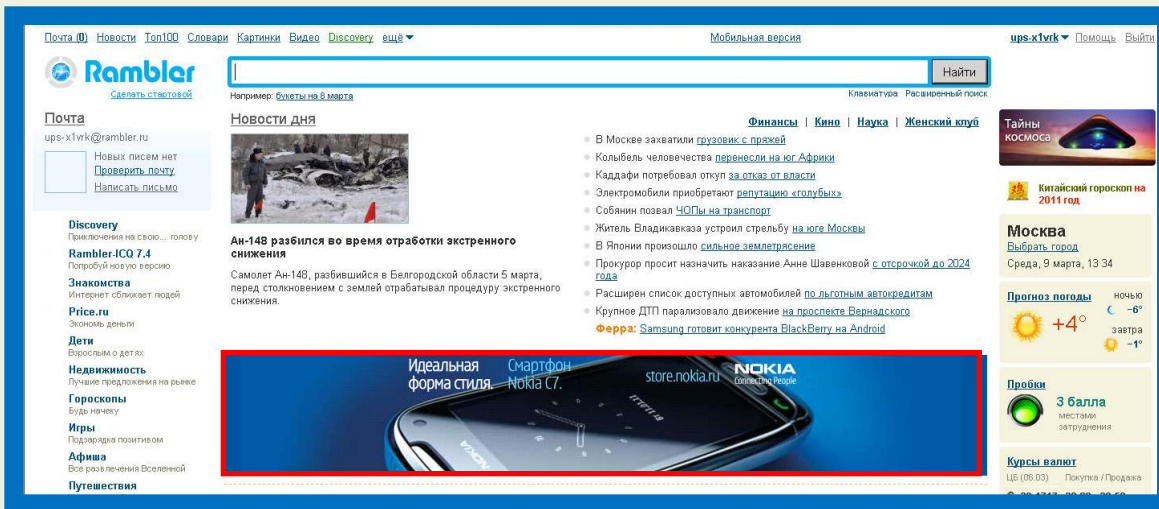 Почта (0) Новости Топ100 Словари Картинки Видео Discovery ещё
Мобильная версия
ups-x1vrk Помощь Выйти
Rambler
Сделать стартовой
Найти
Например: букеты на 8 марта
Клавиатура Расширенный поиск
Почта
ups-x1vrk@rambler.ru
Новых писем нет
Проверить почту
Написать письмо
Discovery
Приключения на свою... голову
Rambler-ICQ 7.4
Попробуй новую версию
Знакомства
Интернет сближает людей
Price.ru
Экономь деньги
Дети
Взрослым о детях
Недвижимость
Лучшие предложения на рынке
Гороскопы
Будь начеку
Игры
Подзарядка позитивом
Афиша
Все развлечения Вселенной
Путешествия
Новости дня
Ан-148 разбился во время отработки экстренного
снижения
Самолет Ан-148, разбившийся в Белгородской области 5 марта,
перед столкновением с землей отрабатывал процедуру экстренного
снижения.
Финансы | Кино | Наука | Женский клуб
В Москве захватили грузовик с пряжей
Колыбель человечества перенесли на юг Африки
Каддафи потребовал откуп за отказ от власти
Электромобили приобретают репутацию «голубых»
Собянин позвал ЧОПы на транспорт
Житель Владикавказа устроил стрельбу на юге Москвы
В Японии произошло сильное землетрясение
Прокурор просит назначить наказание Анне Шавенковой с отсрочкой до 2024
года
Расширен список доступных автомобилей по льготным автокредитам
Крупное ДТП парализовало движение на проспекте Вернадского
Ферра: Samsung готовит конкурента BlackBerry на Android
Идеальная
форма стиля.
Смартфон
Nokia C7.
store.nokia.ru
NOKIA
Connecting People
NOKIA
Тайны
космоса
Китайский гороскоп на
2011 год
Москва
Выбрать город
Среда, 9 марта, 13 34
Прогноз погоды
ночью
-6°
+4°
завтра
-1°
Пробки
3 балла
местами
затруднения
Курсы валют
ЦБ (06.03) Покупка / Продажа